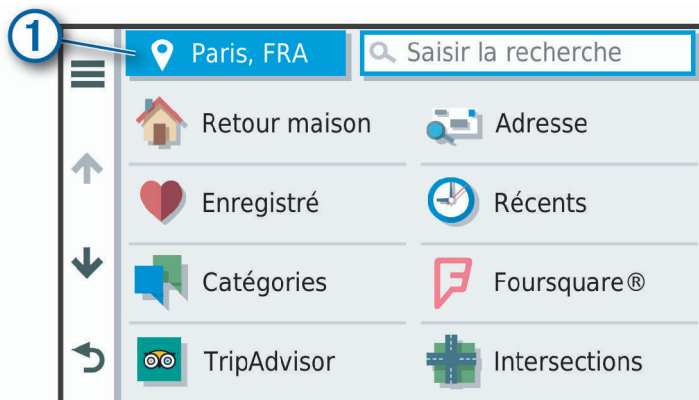 1
Paris, FRA
Saisir la recherche
Retour maison
Adresse
Enregistré
Récents
Catégories
Foursquare®
TripAdvisor
Intersections